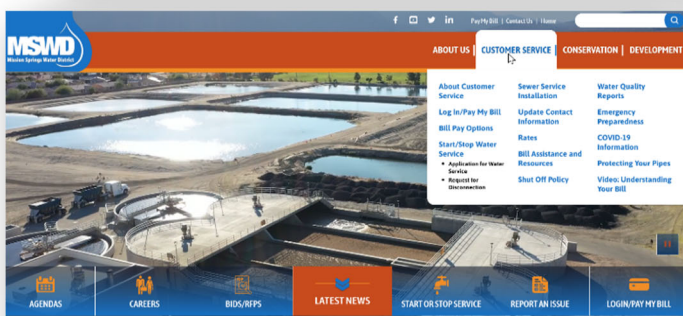 Pay My Bill | Contact Us | Home
MSWD
Mission Springs Water District
ABOUT US | CUSTOMER SERVICE | CONSERVATION | DEVELOPMENT
About Customer
Service
Log In/Pay My Bill
Bill Pay Options
Start/Stop Water
Service
• Application for Water
Service
• Request for
Disconnection
Sewer Service
Installation
Update Contact
Information
Rates
Bill Assistance and
Resources
Shut Off Policy
Water Quality
Reports
Emergency
Preparedness
COVID-19
Information
Protecting Your Pipes
Video: Understanding
Your Bill
AGENDAS
CAREERS
BIDS/RFPS
LATEST NEWS
START OR STOP SERVICE
REPORT AN ISSUE
LOGIN/PAY MY BILL